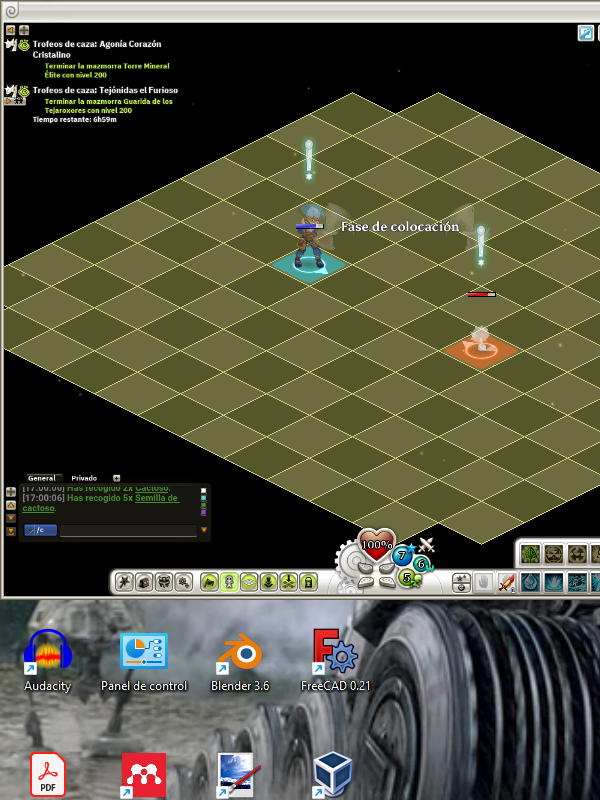 Trofeos de caza: Agonía Corazón
Cristalino
Terminar la mazmorra Torre Mineral
Élite con nivel 200
Trofeos de caza: Tejónidas el Furioso
Terminar la mazmorra Guarida de los
Tejaroxores con nivel 200
Tiempo restante: 6h59m
Fase de colocación
General
Privado
[17:00:00] Has recogido 2x Cactoso.
[17:00:06] Has recogido 5x Semilla de
cactoso.
/c
100%
7
6
5
Audacity
Panel de control
Blender 3.6
FreeCAD 0.21
PDF